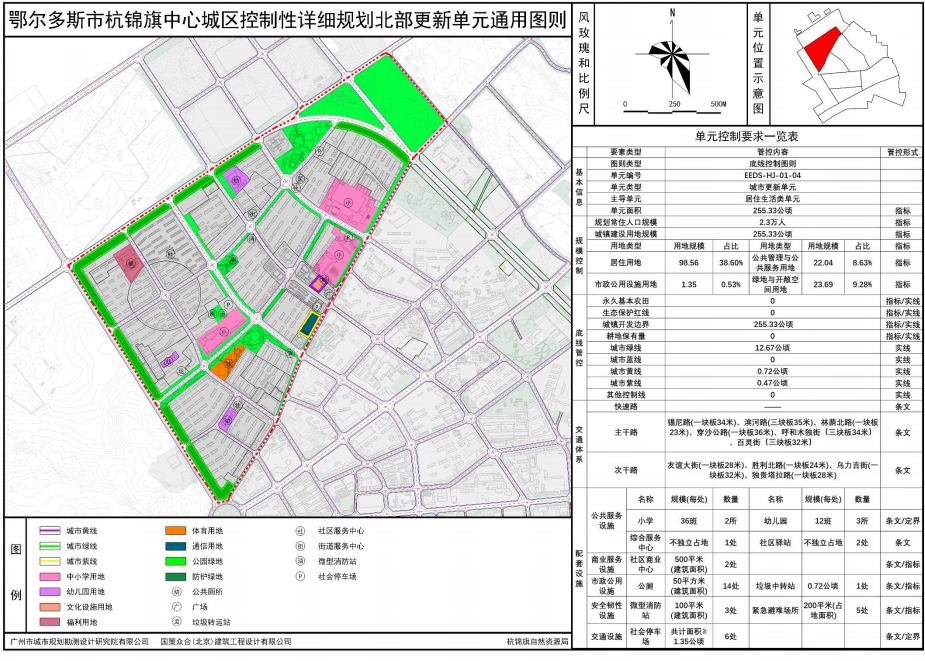 鄂尔多斯市杭锦旗中心城区控制性详细规划北部更新单元通用图则
风玫瑰和比例尺
N
0 250 500M
单元位置示意图
单元控制要求一览表
要素类型 管控内容 管控形式
基本信息
图则类型 底线控制图则
单元编号 EEDS-HJ-01-04
单元类型 城市更新单元
主导单元 居住生活类单元
单元面积 255.33公顷 指标
规模控制
规划常住人口规模 2.3万人 指标
城镇建设用地规模 255.33公顷 指标
用地类型 用地规模 占比 用地类型 用地规模 占比 指标
居住用地 98.56 38.60% 公共管理与公共服务用地 22.04 8.63% 指标
市政公用设施用地 1.35 0.53% 绿地与开敞空间用地 23.69 9.28% 指标
底线管控
永久基本农田 0 指标/实线
生态保护红线 0 指标/实线
城镇开发边界 255.33公顷 指标/实线
耕地保有量 0 指标/实线
城市绿线 12.67公顷 实线
城市蓝线 0 实线
城市黄线 0.72公顷 实线
城市紫线 0.47公顷 实线
其他控制线 0 实线
交通体系
快速路 —— 条文
主干路 锡尼路(一块板34米)、滨河路(三块板35米)、林荫北路(一块板23米)、穿沙公路(一块板36米)、呼和木独街(三块板34米)、百灵街(三块板32米) 条文
次干路 友谊大街(一块板28米)、胜利北路(一块板24米)、乌力吉街(一块板32米)、独贵塔拉路(一块板28米) 条文
配套设施
名称 规模(每处) 数量 名称 规模(每处) 数量
公共服务设施 小学 36班 2所 幼儿园 12班 3所 条文/定界
综合服务中心 不独立占地 1处 社区驿站 不独立占地 2处 条文
商业服务设施 社区商业中心 500平米(建筑面积) 2处 条文/指标
市政公用设施 公厕 50平方米(建筑面积) 14处 垃圾中转站 0.72公顷 1处 条文/指标
安全韧性设施 微型消防站 100平米(建筑面积) 3处 紧急避难场所 200平米(占地面积) 5处 条文/指标
交通设施 社会停车场 共计面积≥1.35公顷 6处 条文/定界
图例
城市黄线 体育用地 社 社区服务中心
城市绿线 通信用地 街 街道服务中心
城市紫线 公园绿地 消 微型消防站
中小学用地 防护绿地 P 社会停车场
幼儿园用地 幼 公共厕所
文化设施用地 广 广场
福利用地 垃圾转运站
广州市城市规划勘测设计研究院有限公司 国策众合(北京)建筑工程设计有限公司 杭锦旗自然资源局